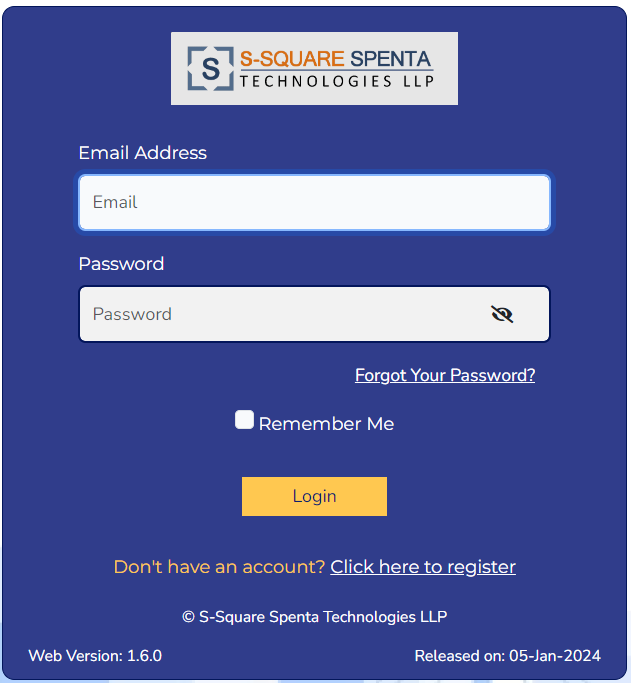 S
S-SQUARE SPENTA
TECHNOLOGIES LLP
Email Address
Email
Password
Password
Forgot Your Password?
Remember Me
Login
Don't have an account? Click here to register
© S-Square Spenta Technologies LLP
Web Version: 1.6.0 Released on: 05-Jan-2024